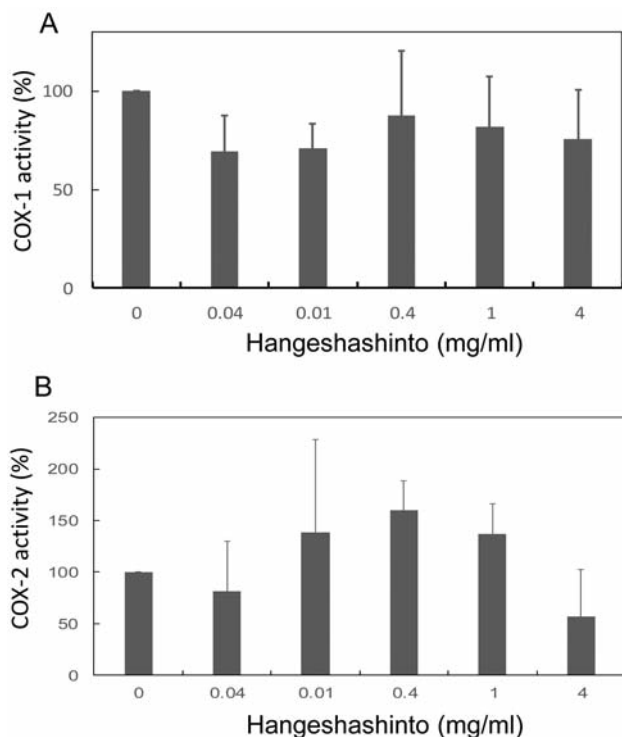 A
COX-1 activity (%)
100
50
0
0 0.04 0.01 0.4 1 4
Hangeshashinto (mg/ml)
B
COX-2 activity (%)
250
200
150
100
50
0
0 0.04 0.01 0.4 1 4
Hangeshashinto (mg/ml)